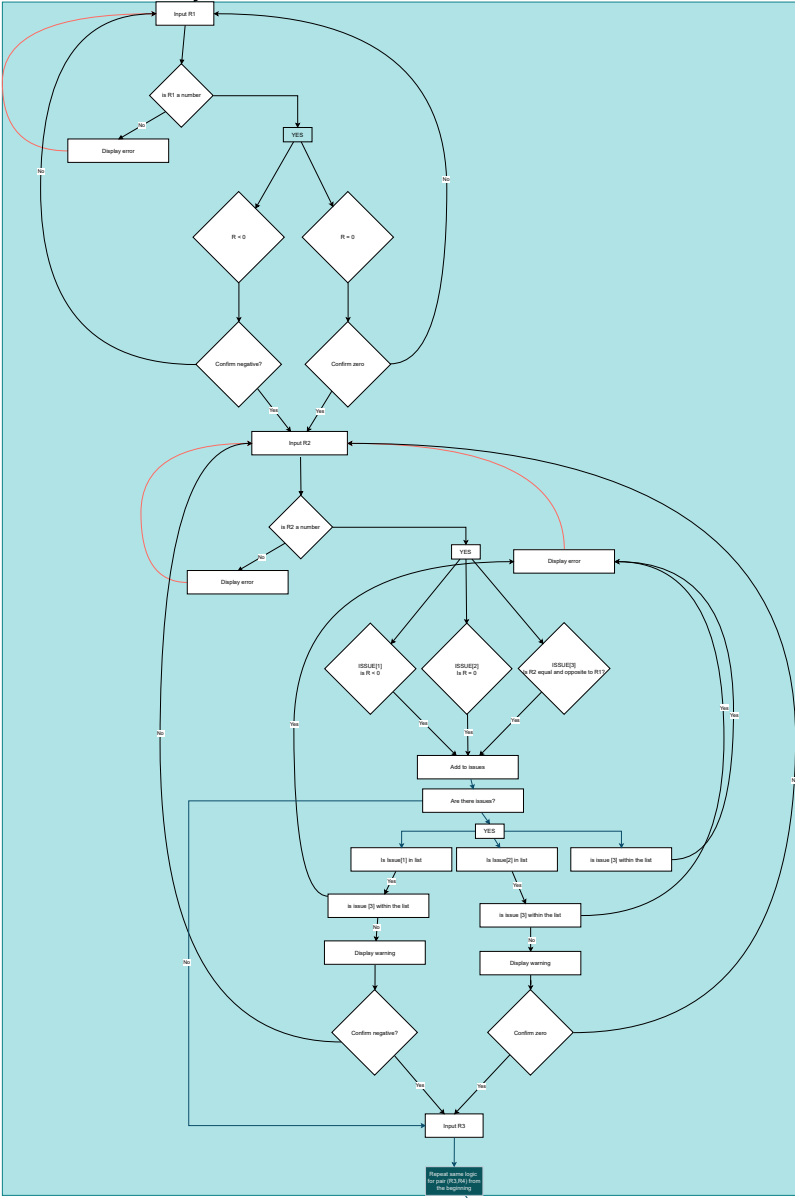 Input R1
is R1 a number
No
YES
Display error
No
No
R < 0
R = 0
Confirm negative?
Confirm zero
Yes
Yes
Input R2
is R2 a number
No
YES
Display error
Display error
ISSUE[1]
is R < 0
ISSUE[2]
Is R = 0
ISSUE[3]
Is R2 equal and opposite to R1?
Yes
Yes
Yes
Yes
Yes
Yes
No
Add to issues
N
Are there issues?
YES
Is Issue[1] in list
Is Issue[2] in list
is issue [3] within the list
Yes
Yes
is issue [3] within the list
is issue [3] within the list
No
No
Display warning
Display warning
No
Confirm negative?
Confirm zero
Yes
Yes
Input R3
Repeat same logic
for pair (R3,R4) from
the beginning